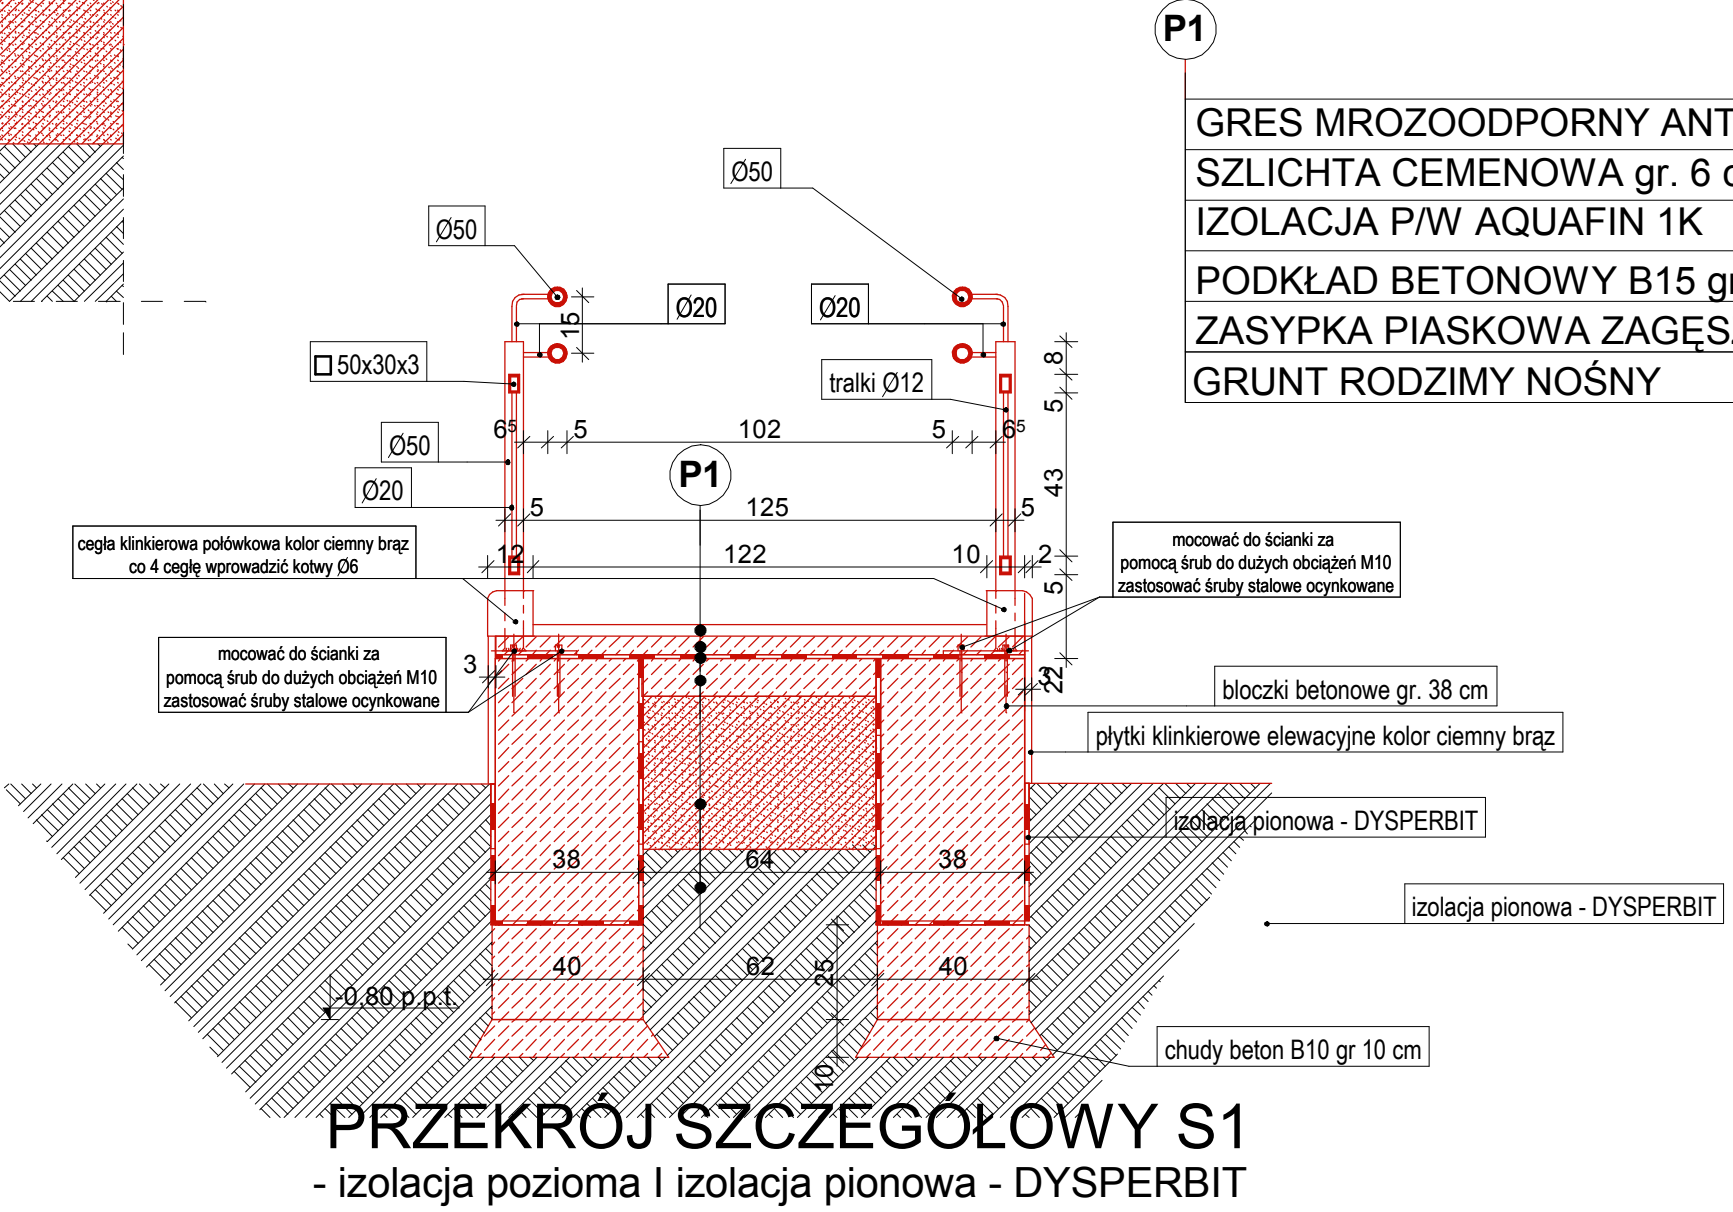 P1
GRES MROZOODPORNY ANT
SZLICHTA CEMENOWA gr. 6
IZOLACJA P/W AQUAFIN 1K
PODKŁAD BETONOWY B15 gr
ZASYPKA PIASKOWA ZAGĘS
GRUNT RODZIMY NOŚNY
Ø50
Ø50
Ø20
Ø20
15
50x30x3
tralki Ø12
8
5
6⁵ 5 102 5 6⁵
Ø50
P1
43
Ø20
5 125 5
cegła klinkierowa połówkowa kolor ciemny brąz
co 4 cegłę wprowadzić kotwy Ø6
12 122 10 2
5
mocować do ścianki za
pomocą śrub do dużych obciążeń M10
zastosować śruby stalowe ocynkowane
mocować do ścianki za
pomocą śrub do dużych obciążeń M10
zastosować śruby stalowe ocynkowane
3
3
22
bloczki betonowe gr. 38 cm
płytki klinkierowe elewacyjne kolor ciemny brąz
izolacja pionowa - DYSPERBIT
38 64 38
izolacja pionowa - DYSPERBIT
40 62 25 40
-0,80 p.p.t.
chudy beton B10 gr 10 cm
10
PRZEKRÓJ SZCZEGÓŁOWY S1
- izolacja pozioma I izolacja pionowa - DYSPERBIT